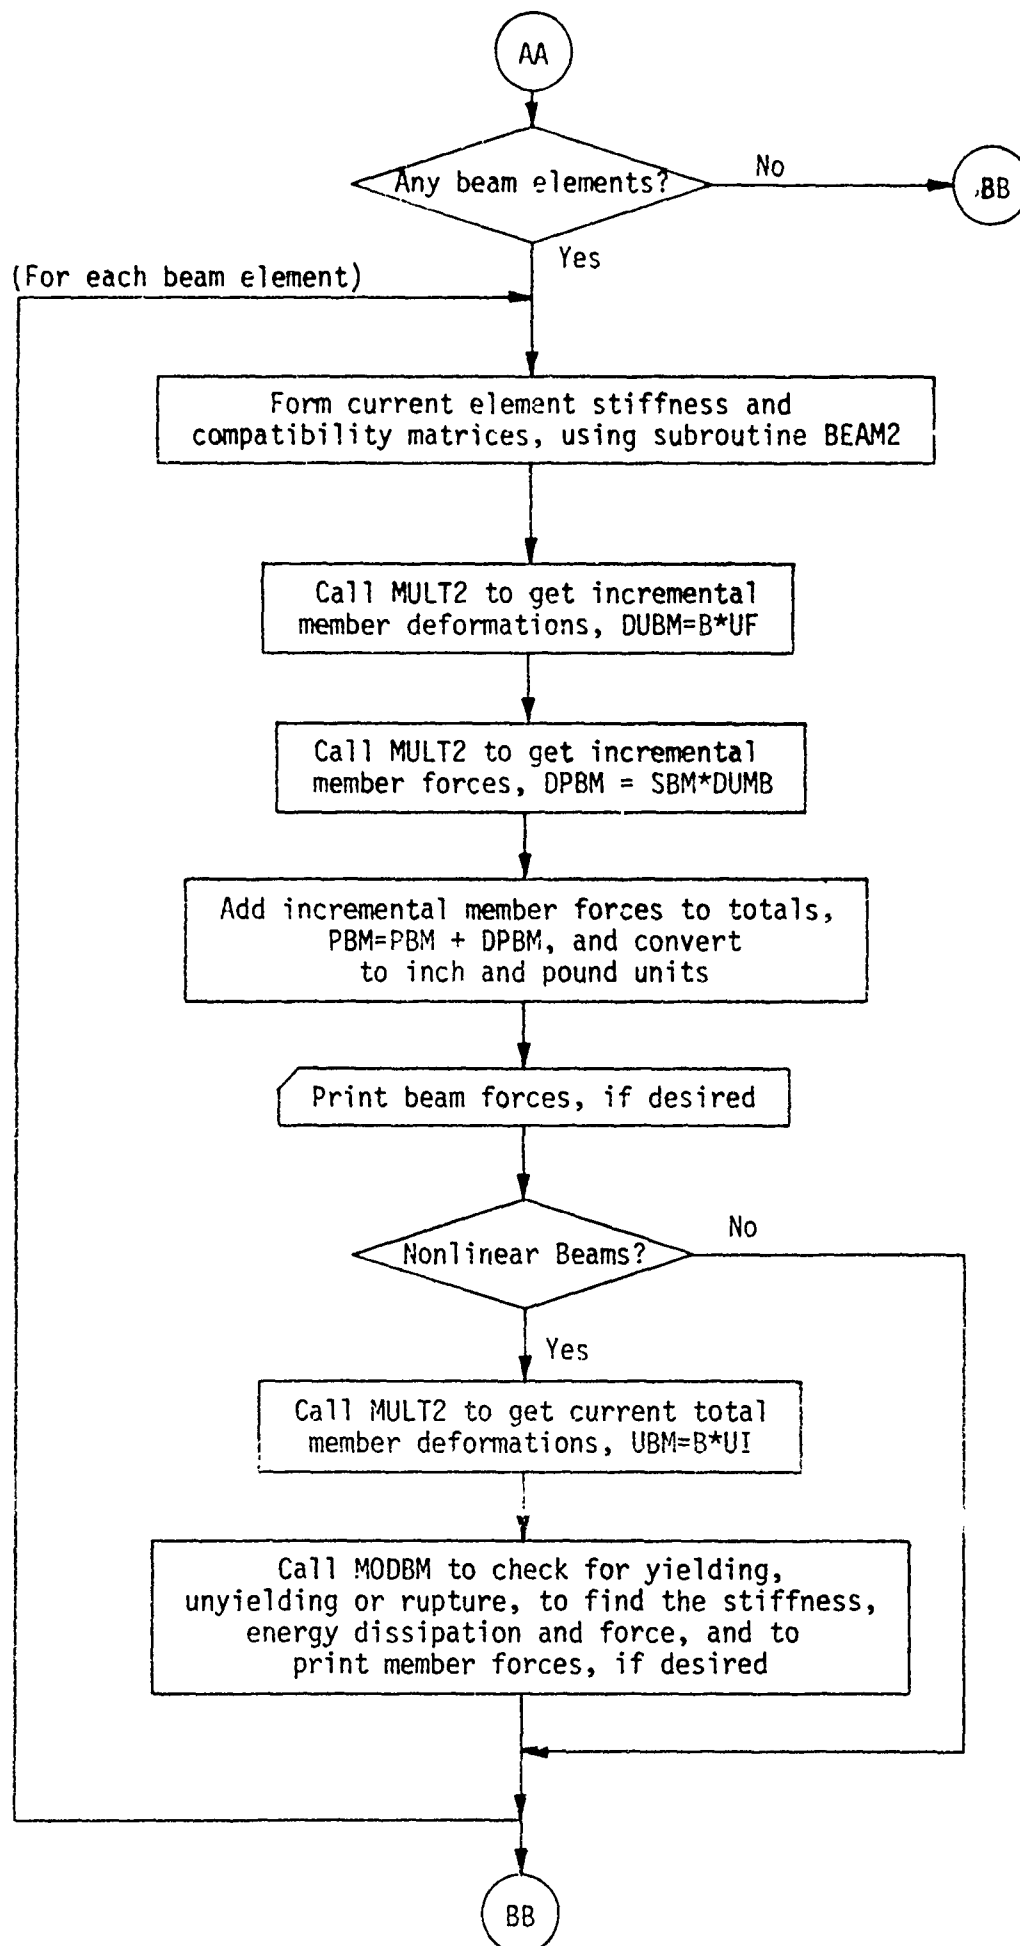 AA
Any beam elements?
No
BB
Yes
(For each beam element)
Form current element stiffness and
compatibility matrices, using subroutine BEAM2
Call MULT2 to get incremental
member deformations, DUBM=B*UF
Call MULT2 to get incremental
member forces, DPBM = SBM*DUMB
Add incremental member forces to totals,
PBM=PBM + DPBM, and convert
to inch and pound units
Print beam forces, if desired
Nonlinear Beams?
No
Yes
Call MULT2 to get current total
member deformations, UBM=B*UI
Call MODBM to check for yielding,
unyielding or rupture, to find the stiffness,
energy dissipation and force, and to
print member forces, if desired
BB